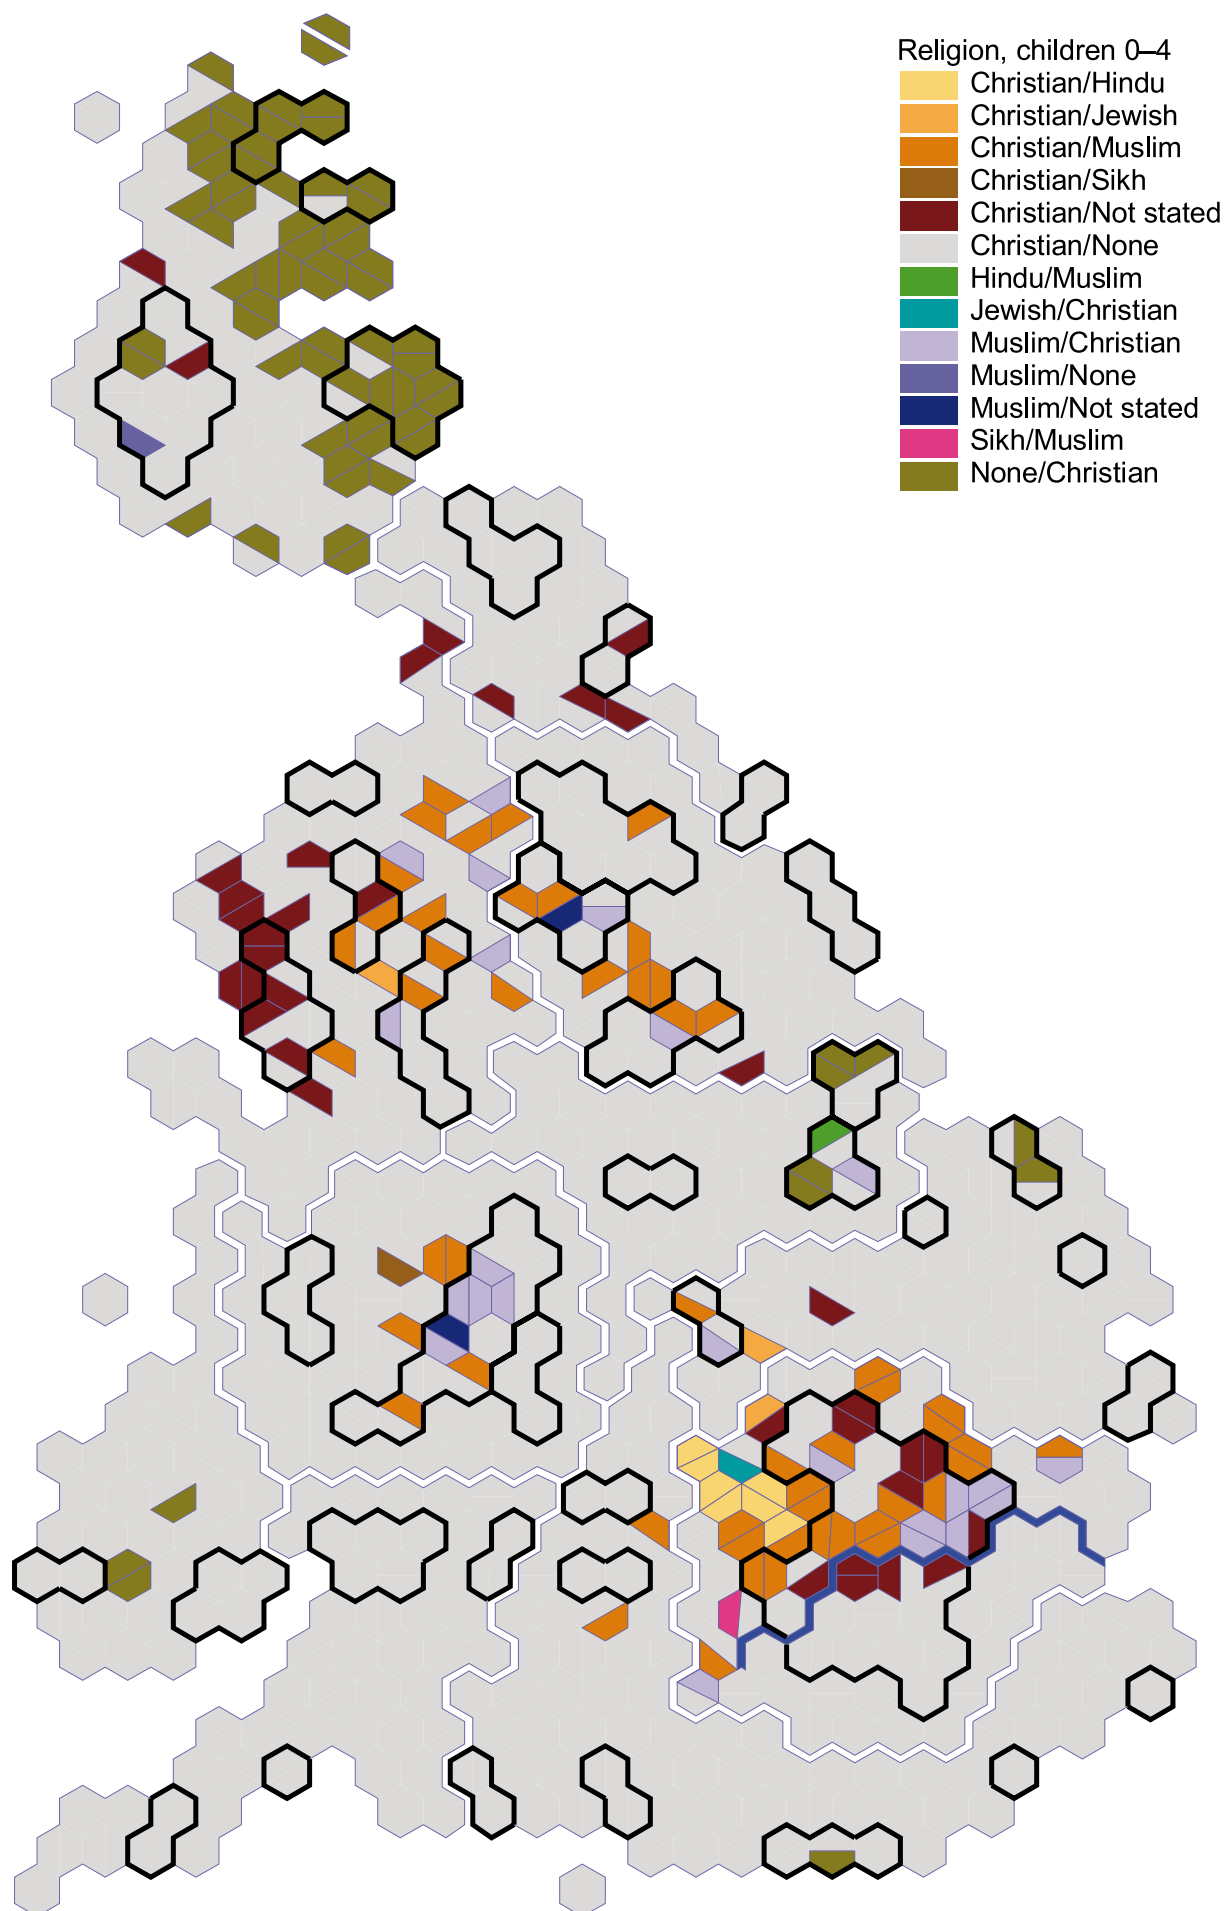 Religion, children 0–4
Christian/Hindu
Christian/Jewish
Christian/Muslim
Christian/Sikh
Christian/Not stated
Christian/None
Hindu/Muslim
Jewish/Christian
Muslim/Christian
Muslim/None
Muslim/Not stated
Sikh/Muslim
None/Christian